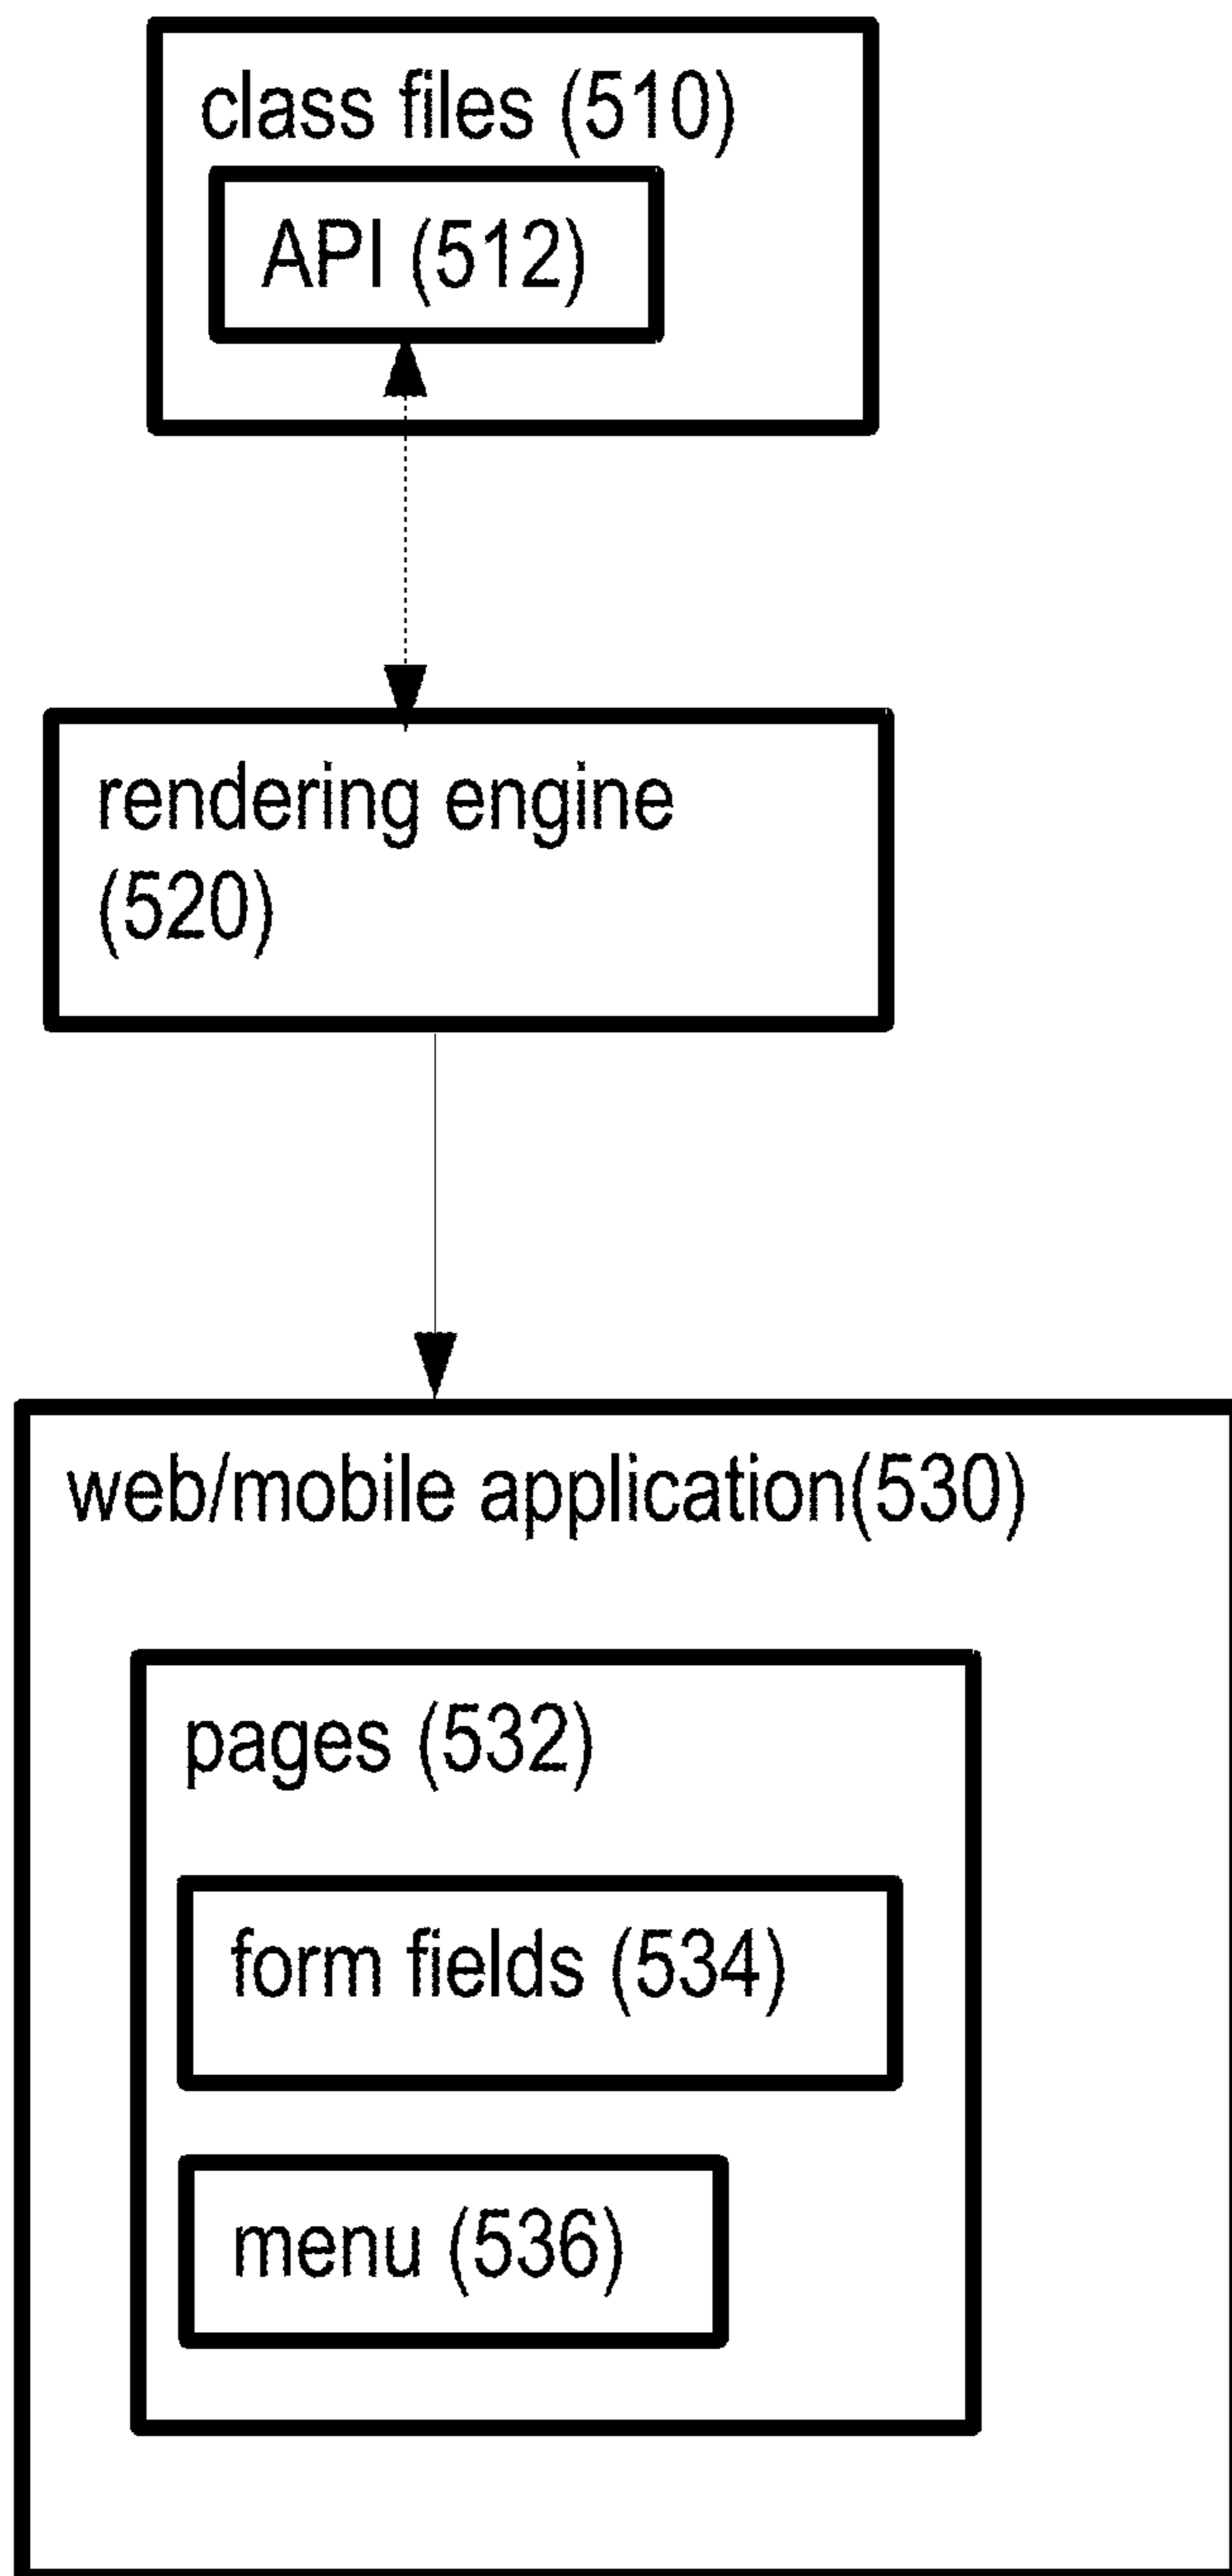 class files (510)
API (512)
rendering engine
(520)
web/mobile application(530)
pages (532)
form fields (534)
menu (536)